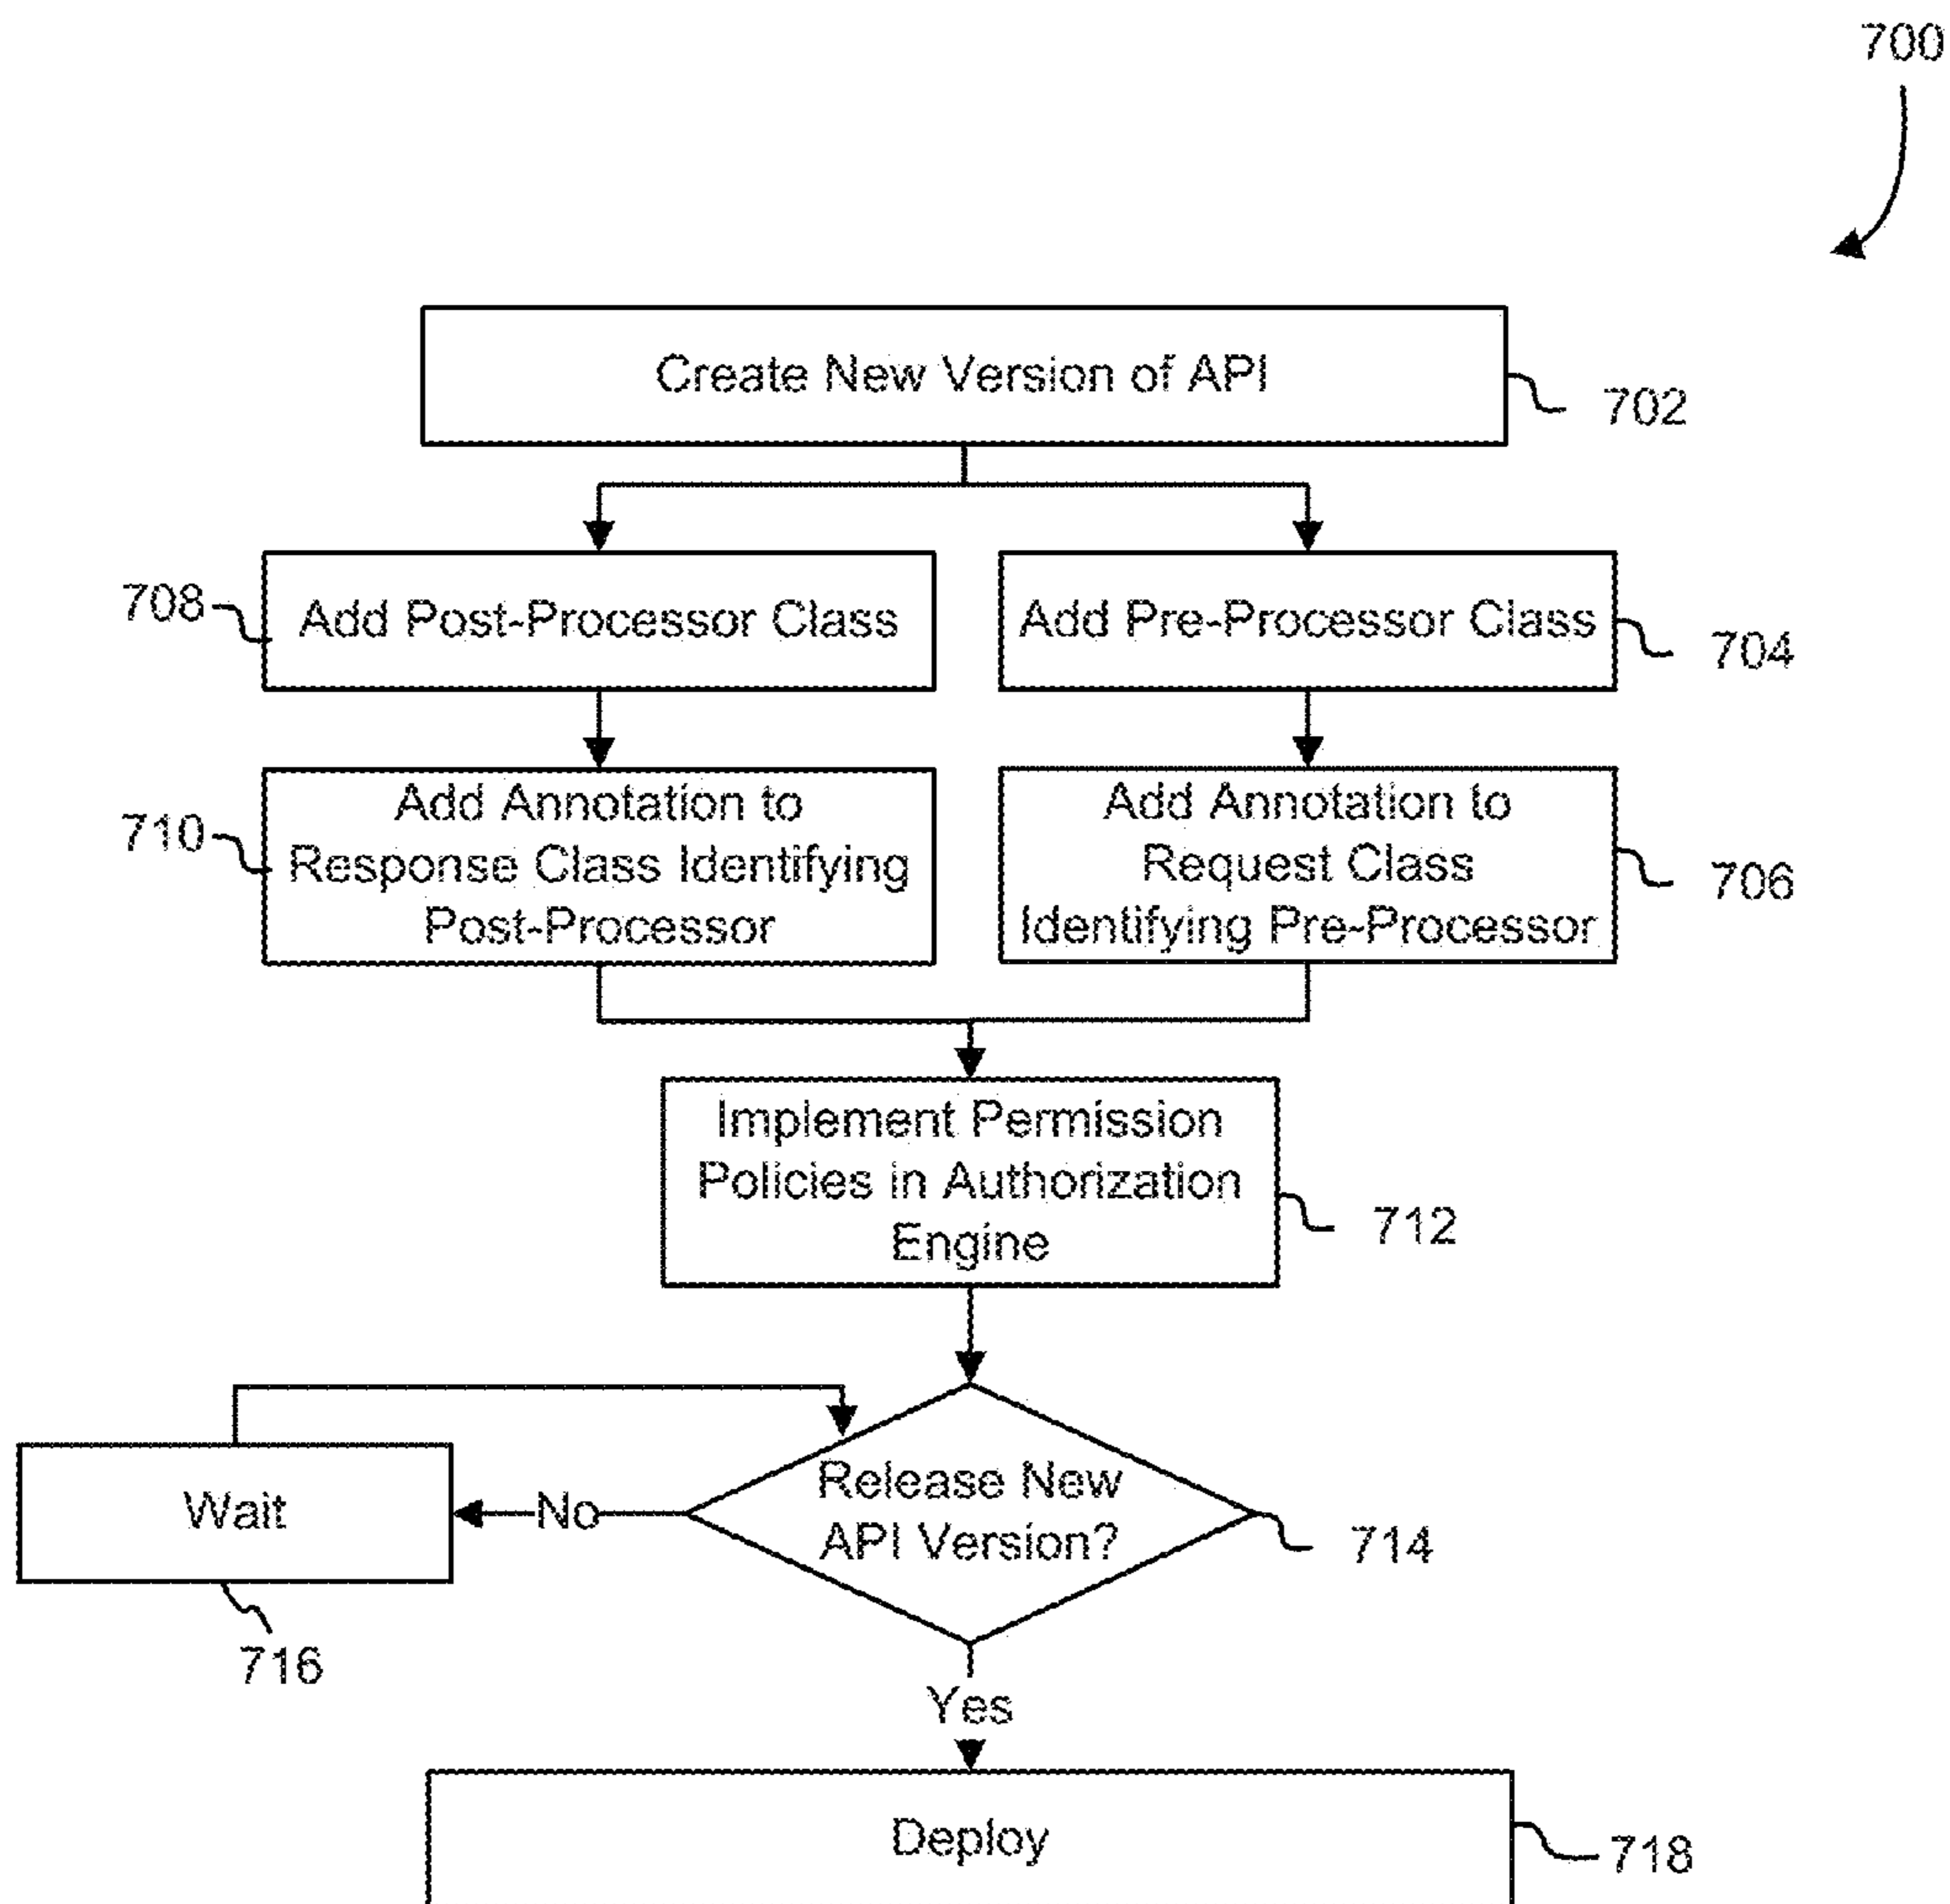 700
Create New Version of API
702
708
Add Post-Processor Class
Add Pre-Processor Class
704
710
Add Annotation to
Response Class Identifying
Post-Processor
Add Annotation to
Request Class
Identifying Pre-Processor
706
Implement Permission
Policies in Authorization
Engine
712
Wait
716
No
Release New
API Version?
714
Yes
Deploy
718